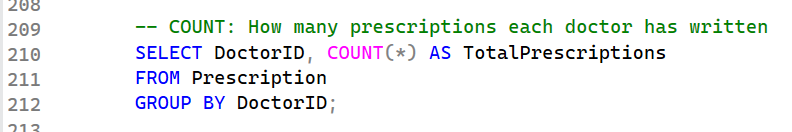 208
209 -- COUNT: How many prescriptions each doctor has written
210 SELECT DoctorID, COUNT(*) AS TotalPrescriptions
211 FROM Prescription
212 GROUP BY DoctorID;
213